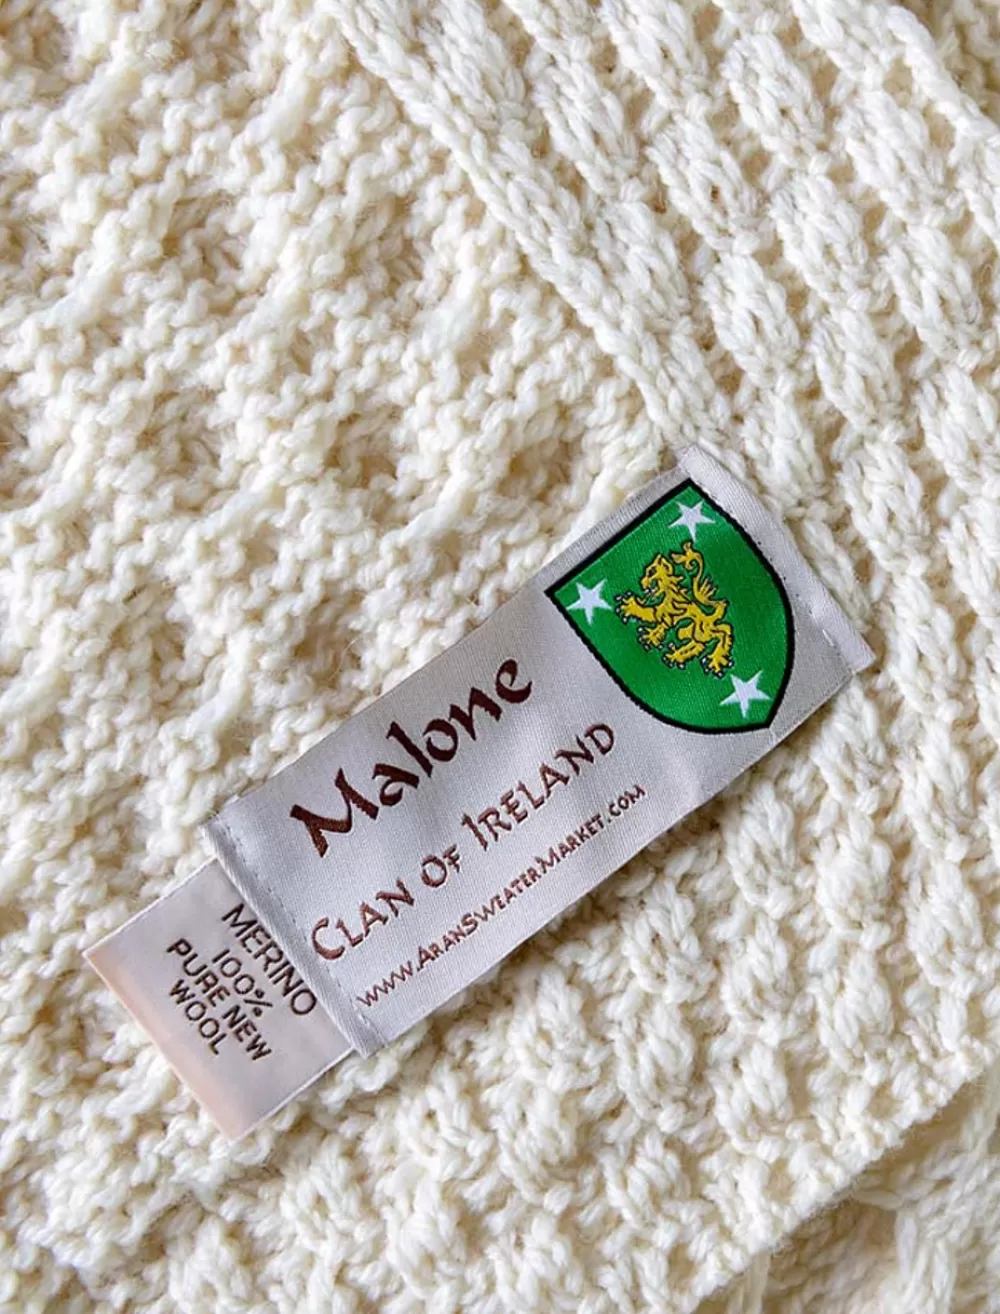 Malone
CLAN OF IRELAND
WWW.ARANSWEATERMARKET.COM
MERINO
100%
PURE NEW
WOOL